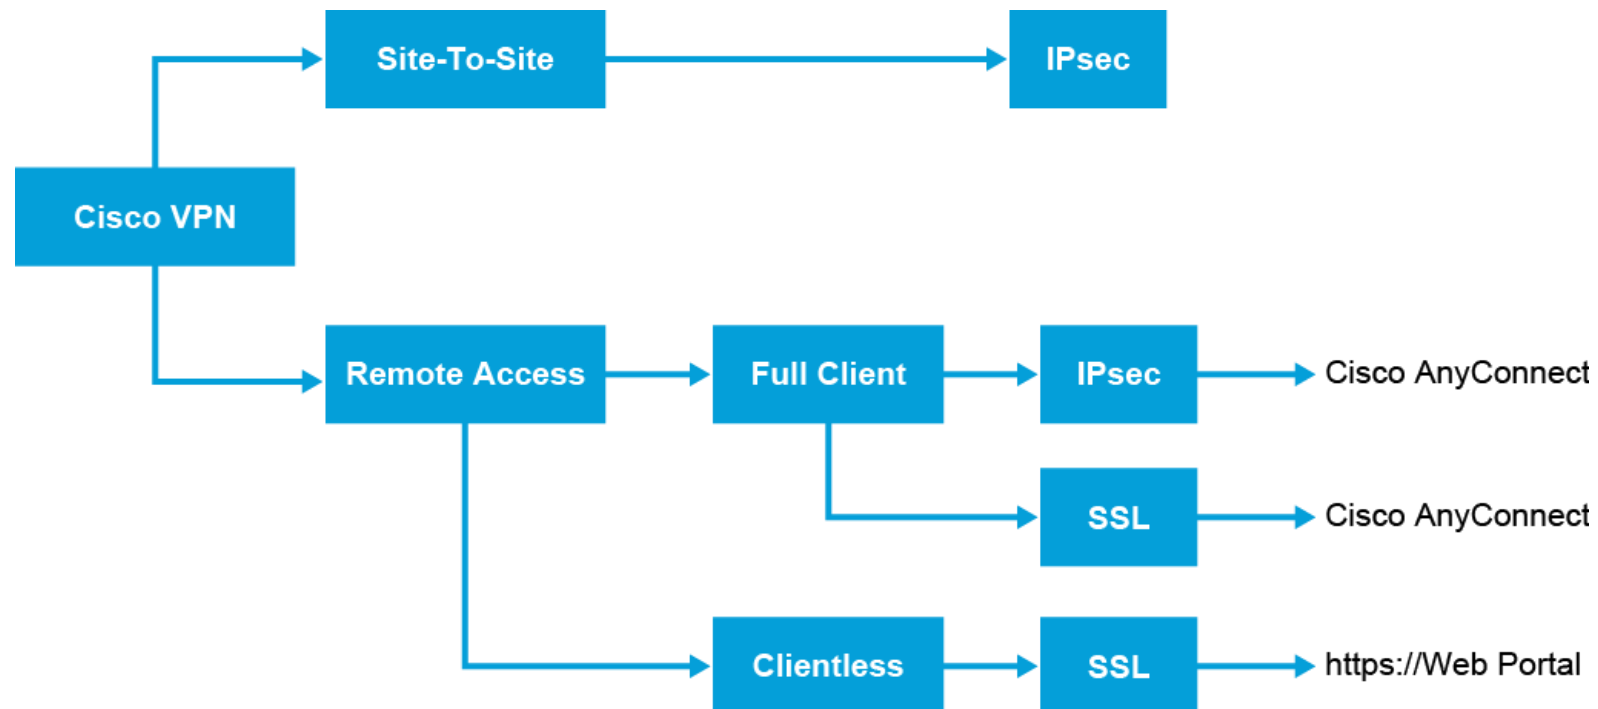 Site-To-Site
IPsec
Cisco VPN
Remote Access
Full Client
IPsec
Cisco AnyConnect
SSL
Cisco AnyConnect
Clientless
SSL
https://Web Portal